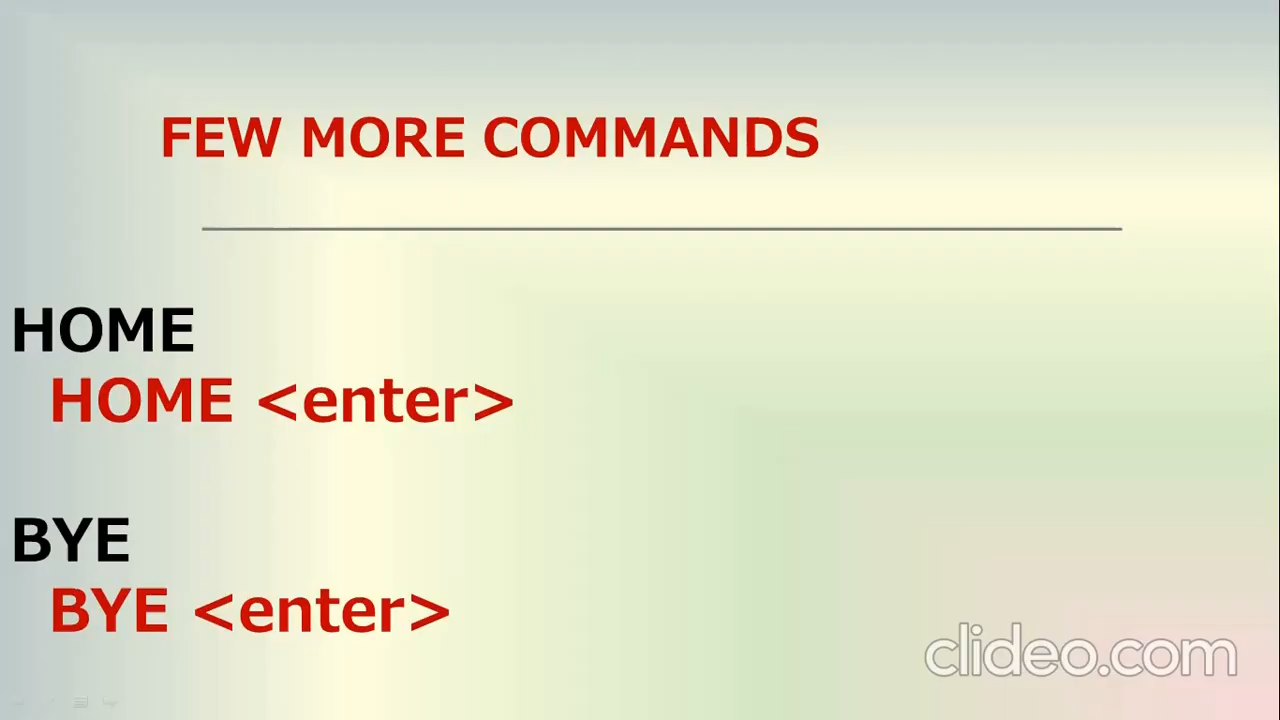 FEW MORE COMMANDS
HOME
HOME <enter>
BYE
BYE <enter>
clideo.com